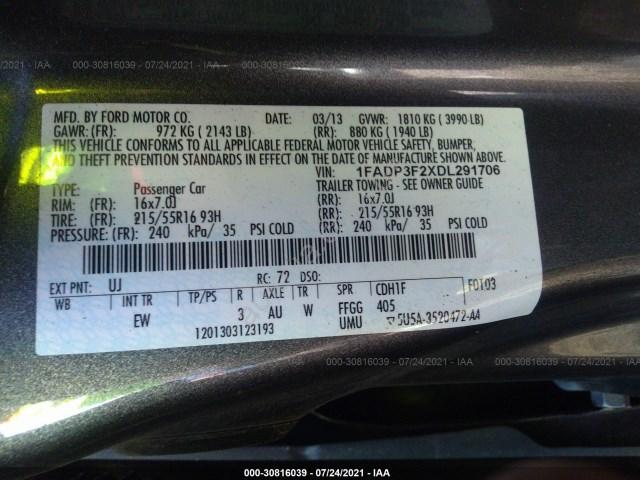 000-30816039 - 07/24/2021 - IAA
MFD. BY FORD MOTOR CO. DATE: 03/13 GVWR: 1810 KG ( 3990 LB)
GAWR: (FR) 972 KG ( 2143 LB) (RR): 880 KG ( 1940 LB)
THIS VEHICLE CONFORMS TO ALL APPLICABLE FEDERAL MOTOR VEHICLE SAFETY, BUMPER,
AND THEFT PREVENTION STANDARDS IN EFFECT ON THE DATE OF MANUFACTURE SHOWN ABOVE.
VIN: 1FADP3F2XDL291706
TYPE: Passenger Car TRAILER TOWING - SEE OWNER GUIDE
RIM: (FR) 16x7.0J (RR): 16x7.0J
TIRE: (FR) 215/55R16 93H (RR): 215/55R16 93H
PRESSURE: (FR) 240 kPa/ 35 PSI COLD (RR): 240 kPa/ 35 PSI COLD
EXT PNT: UJ RC: 72 DSO:
WB INT TR TP/PS R AXLE TR SPR CDH1F F0T03
EW 3 AU W FFGG 405
1201303123193 UMU 5U5A-3520472-AA
000-30816039 - 07/24/2021 - IAA